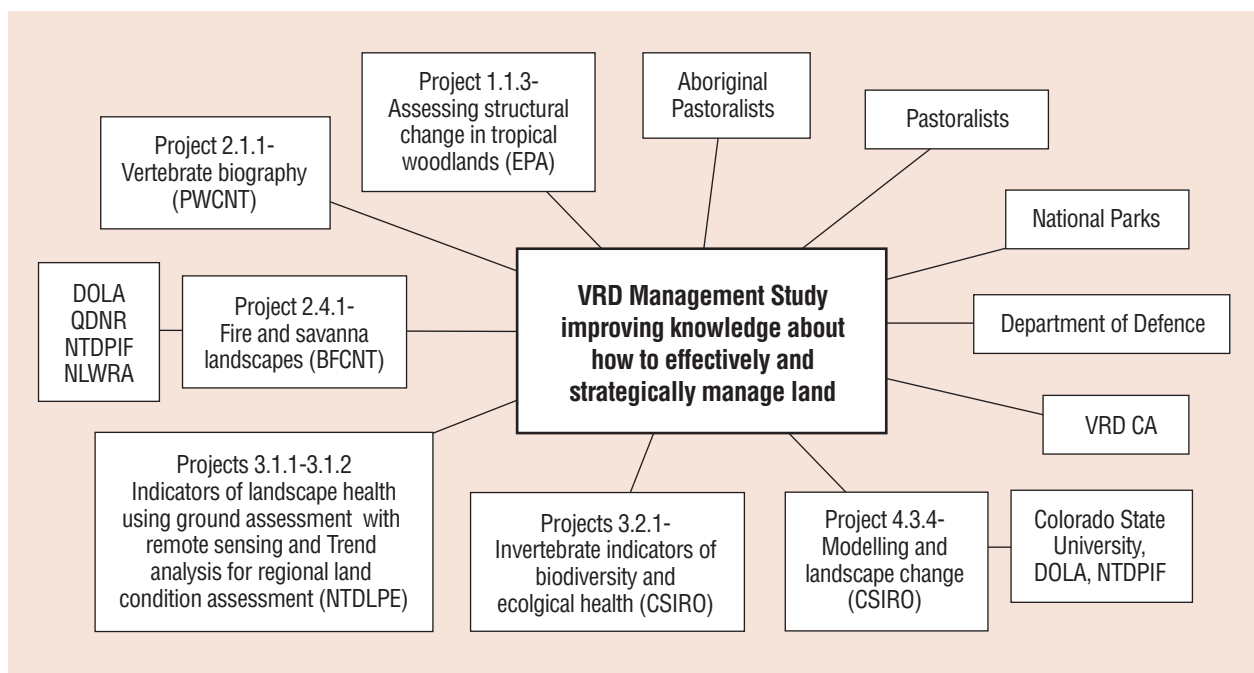 Project 1.1.3-
Assessing structural
change in tropical
woodlands (EPA)
Aboriginal
Pastoralists
Pastoralists
Project 2.1.1-
Vertebrate biography
(PWCNT)
National Parks
DOLA
QDNR
NTDPIF
NLWRA
Project 2.4.1-
Fire and savanna
landscapes (BFCNT)
VRD Management Study
improving knowledge about
how to effectively and
strategically manage land
Department of Defence
VRD CA
Projects 3.1.1-3.1.2
Indicators of landscape health
using ground assessment with
remote sensing and Trend
analysis for regional land
condition assessment (NTDLPE)
Projects 3.2.1-
Invertebrate indicators of
biodiversity and
ecolgical health (CSIRO)
Project 4.3.4-
Modelling and
landscape change
(CSIRO)
Colorado State
University,
DOLA, NTDPIF